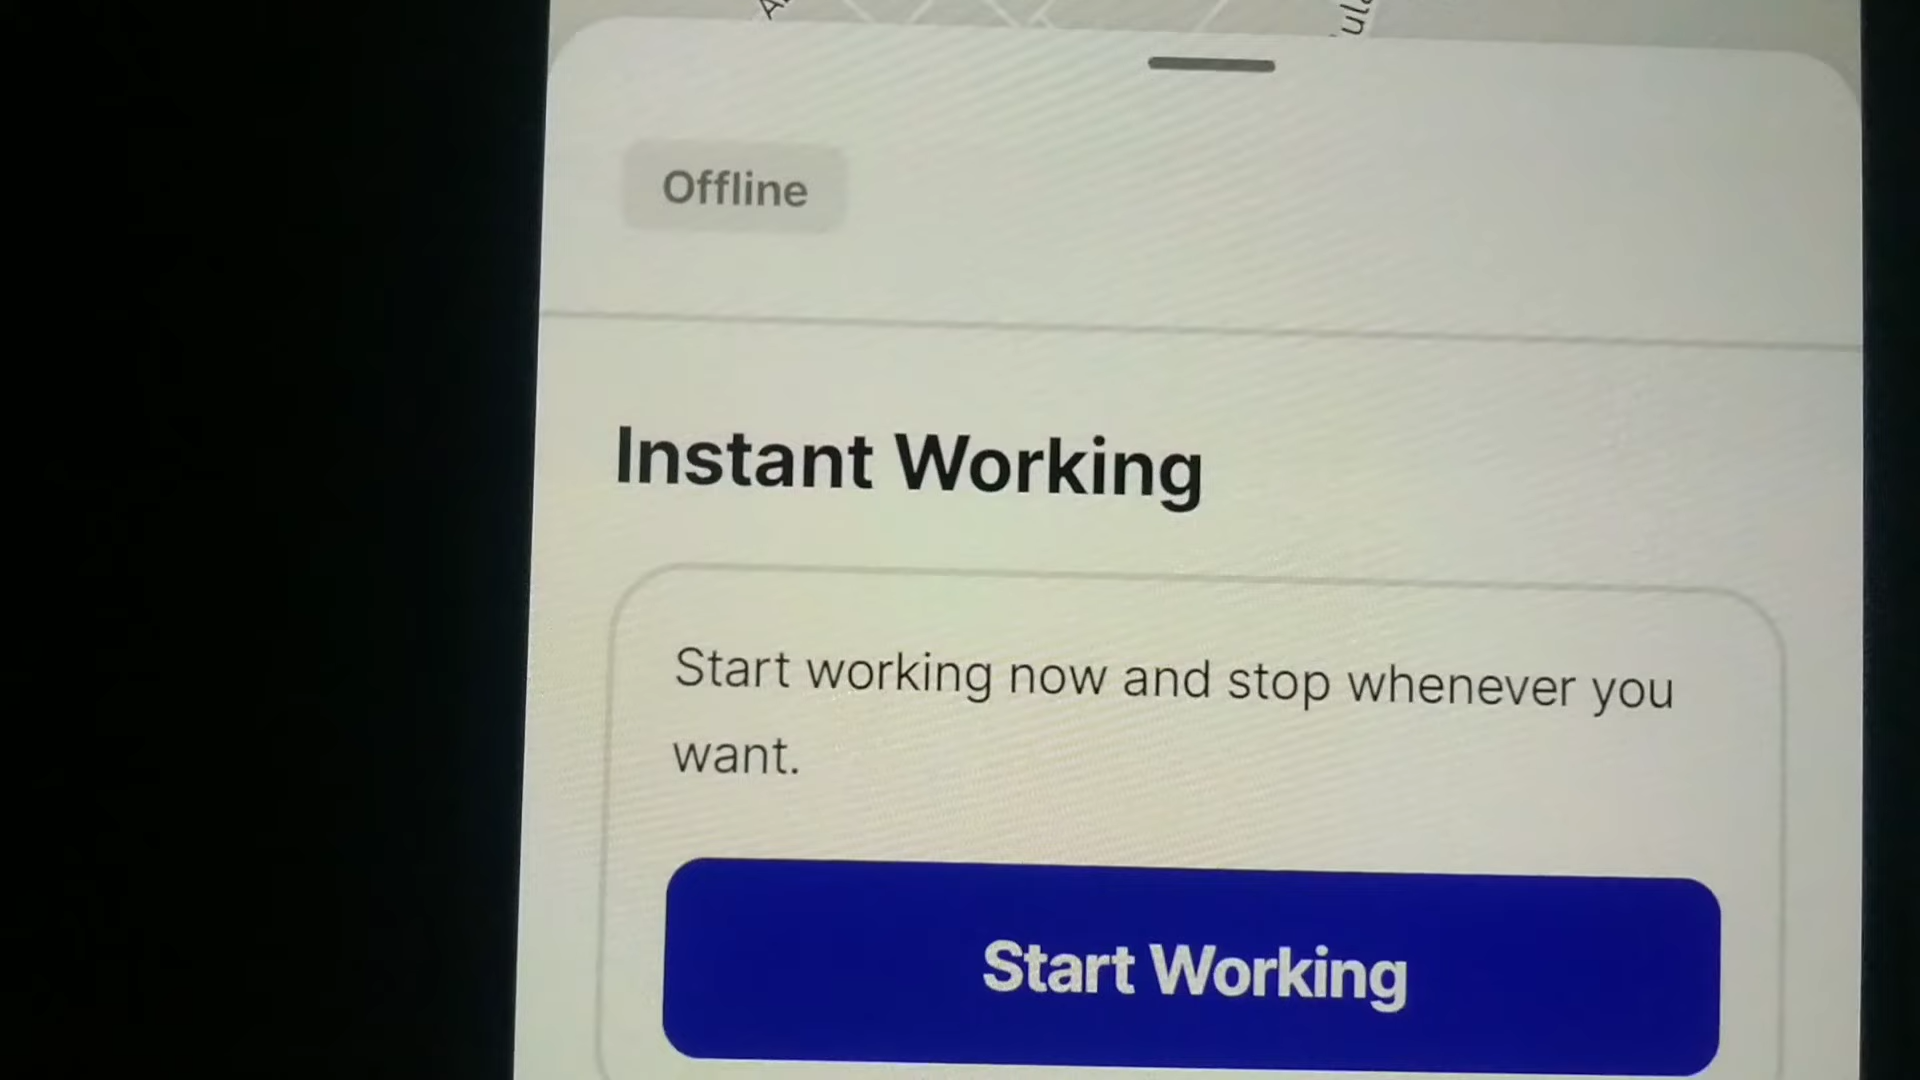 Offline
Instant Working
Start working now and stop whenever you
want.
Start Working